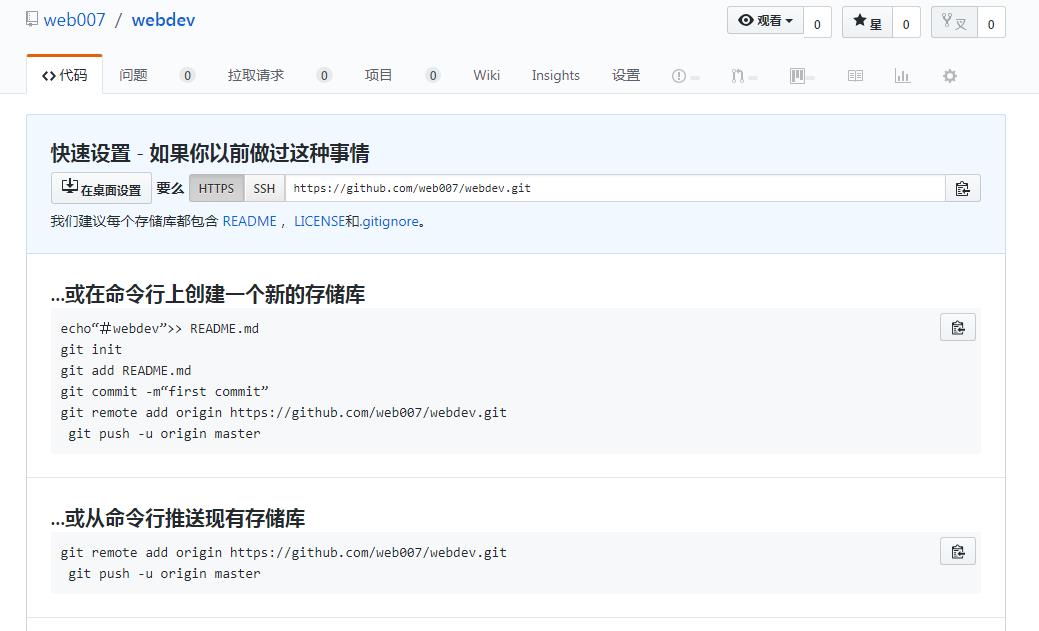 web007 / webdev
观看 0 星 0 叉 0
代码 问题 0 拉取请求 0 项目 0 Wiki Insights 设置
快速设置 - 如果你以前做过这种事情
在桌面设置 要么 HTTPS SSH https://github.com/web007/webdev.git
我们建议每个存储库都包含 README ，LICENSE和.gitignore。
...或在命令行上创建一个新的存储库
echo“＃webdev”>> README.md
git init
git add README.md
git commit -m“first commit”
git remote add origin https://github.com/web007/webdev.git
git push -u origin master
...或从命令行推送现有存储库
git remote add origin https://github.com/web007/webdev.git
git push -u origin master